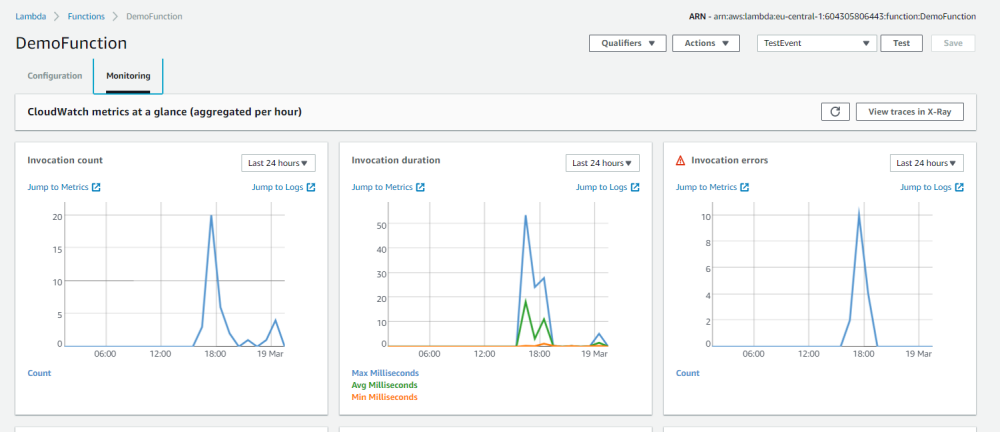 Lambda > Functions > DemoFunction
ARN - arn:aws:lambda:eu-central-1:604305806443:function:DemoFunction
DemoFunction
Qualifiers
Actions
TestEvent
Test
Save
Configuration
Monitoring
CloudWatch metrics at a glance (aggregated per hour)
View traces in X-Ray
Invocation count
Last 24 hours
Jump to Metrics
Jump to Logs
20
15
10
5
0
06:00 12:00 18:00 19 Mar
Count
Invocation duration
Last 24 hours
Jump to Metrics
Jump to Logs
50
40
30
20
10
0
06:00 12:00 18:00 19 Mar
Max Milliseconds
Avg Milliseconds
Min Milliseconds
Invocation errors
Last 24 hours
Jump to Metrics
Jump to Logs
10
8
6
4
2
0
06:00 12:00 18:00 19 Mar
Count